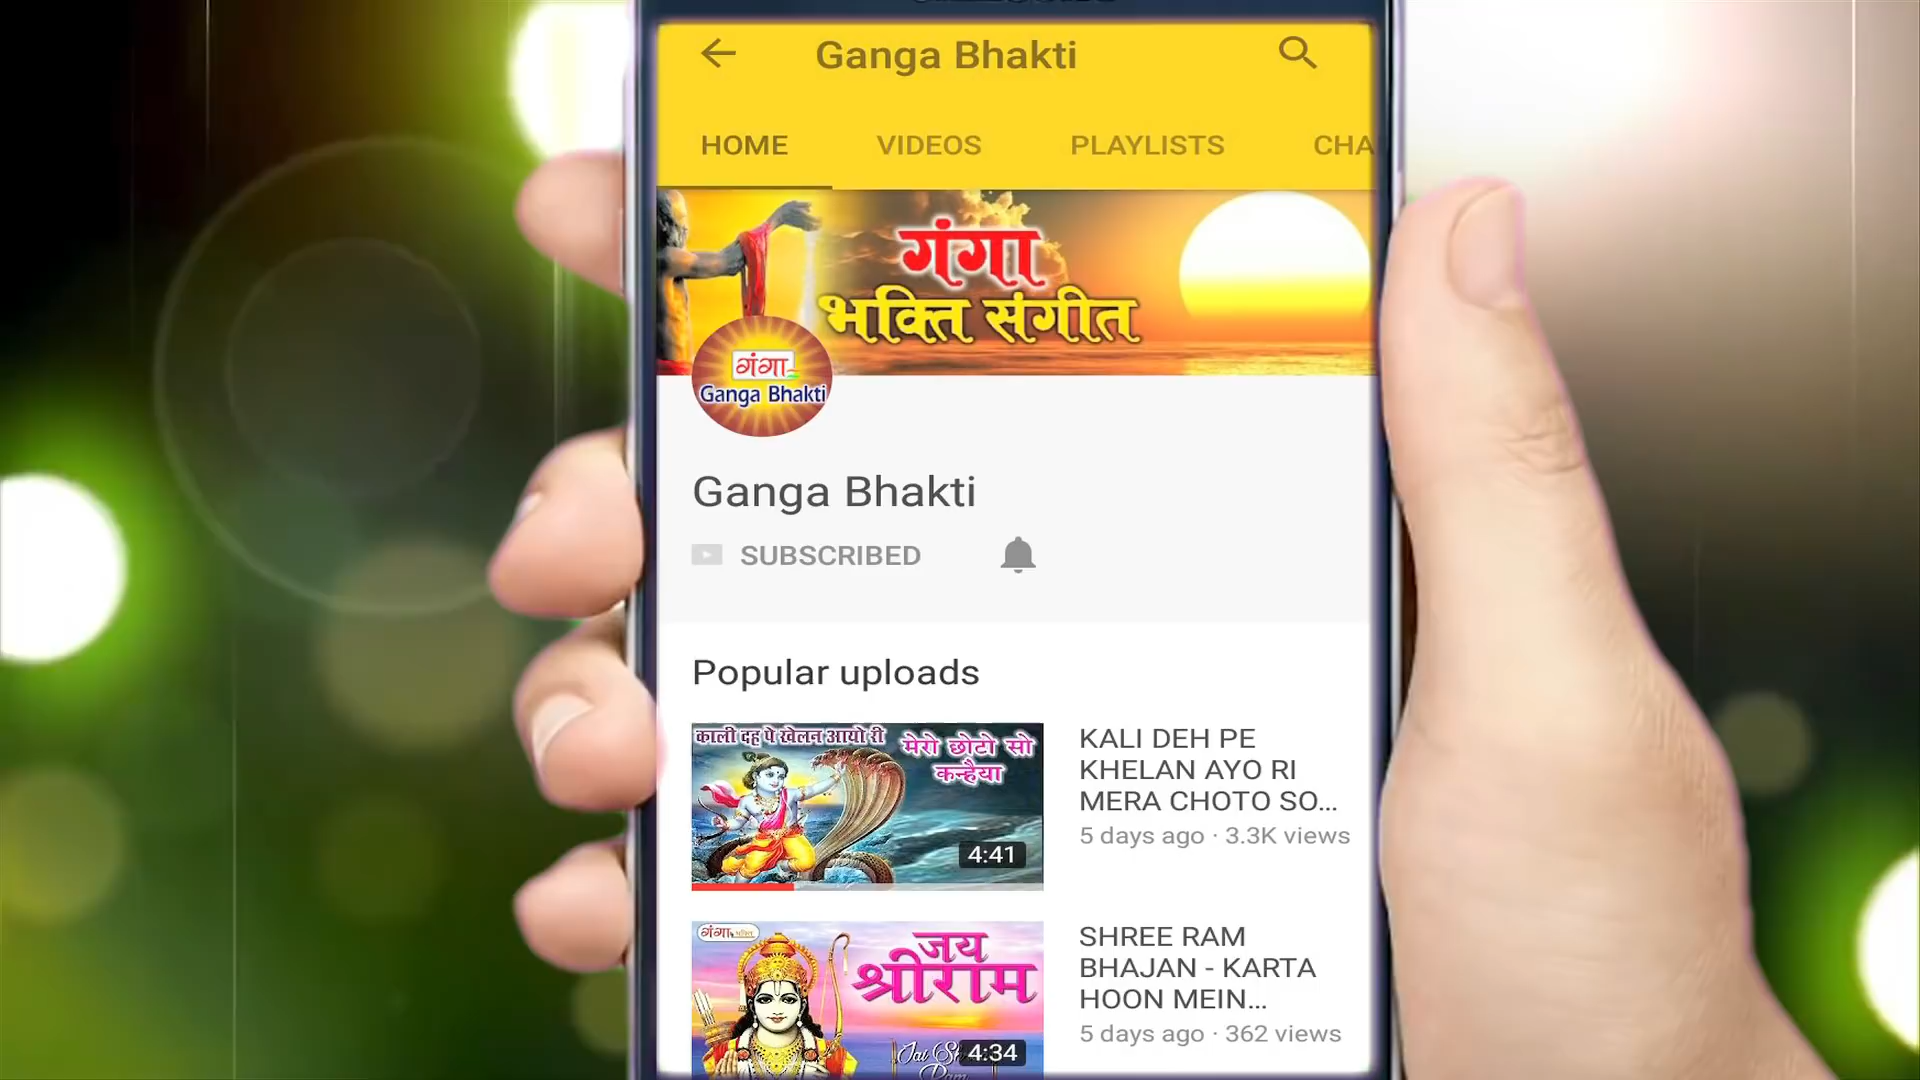 Ganga Bhakti
HOME VIDEOS PLAYLISTS CHA
गंगा
भक्ति संगीत
गंगा
Ganga Bhakti
Ganga Bhakti
SUBSCRIBED
Popular uploads
काली दह पे खेलन आयो री
मेरो छोटो सो
कन्हैया
4:41
KALI DEH PE
KHELAN AYO RI
MERA CHOTO SO...
5 days ago · 3.3K views
गंगा भक्ति
जय
श्रीराम
Jai
4:34
SHREE RAM
BHAJAN - KARTA
HOON MEIN...
5 days ago · 362 views